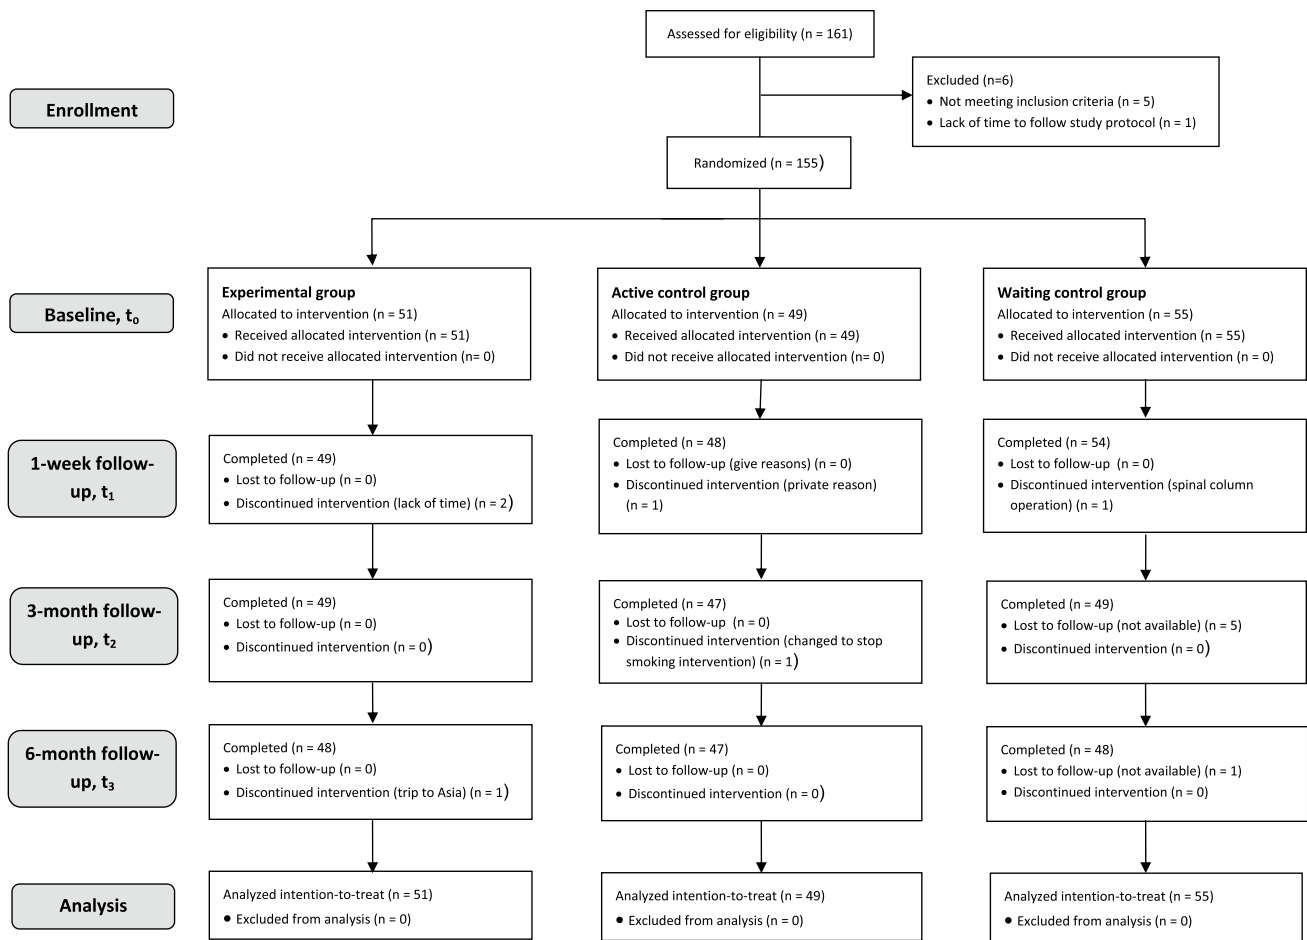 Assessed for eligibility (n = 161)
Enrollment
Excluded (n=6)
• Not meeting inclusion criteria (n = 5)
• Lack of time to follow study protocol (n = 1)
Randomized (n = 155)
Baseline, t₀
Experimental group
Allocated to intervention (n = 51)
• Received allocated intervention (n = 51)
• Did not receive allocated intervention (n= 0)
Active control group
Allocated to intervention (n = 49)
• Received allocated intervention (n = 49)
• Did not receive allocated intervention (n= 0)
Waiting control group
Allocated to intervention (n = 55)
• Received allocated intervention (n = 55)
• Did not receive allocated intervention (n = 0)
1-week follow-
up, t₁
Completed (n = 49)
• Lost to follow-up (n = 0)
• Discontinued intervention (lack of time) (n = 2)
Completed (n = 48)
• Lost to follow-up (give reasons) (n = 0)
• Discontinued intervention (private reason)
(n = 1)
Completed (n = 54)
• Lost to follow-up (n = 0)
• Discontinued intervention (spinal column
operation) (n = 1)
3-month follow-
up, t₂
Completed (n = 49)
• Lost to follow-up (n = 0)
• Discontinued intervention (n = 0)
Completed (n = 47)
• Lost to follow-up (n = 0)
• Discontinued intervention (changed to stop
smoking intervention) (n = 1)
Completed (n = 49)
• Lost to follow-up (not available) (n = 5)
• Discontinued intervention (n = 0)
6-month follow-
up, t₃
Completed (n = 48)
• Lost to follow-up (n = 0)
• Discontinued intervention (trip to Asia) (n = 1)
Completed (n = 47)
• Lost to follow-up (n = 0)
• Discontinued intervention (n = 0)
Completed (n = 48)
• Lost to follow-up (not available) (n = 1)
• Discontinued intervention (n = 0)
Analysis
Analyzed intention-to-treat (n = 51)
• Excluded from analysis (n = 0)
Analyzed intention-to-treat (n = 49)
• Excluded from analysis (n = 0)
Analyzed intention-to-treat (n = 55)
• Excluded from analysis (n = 0)